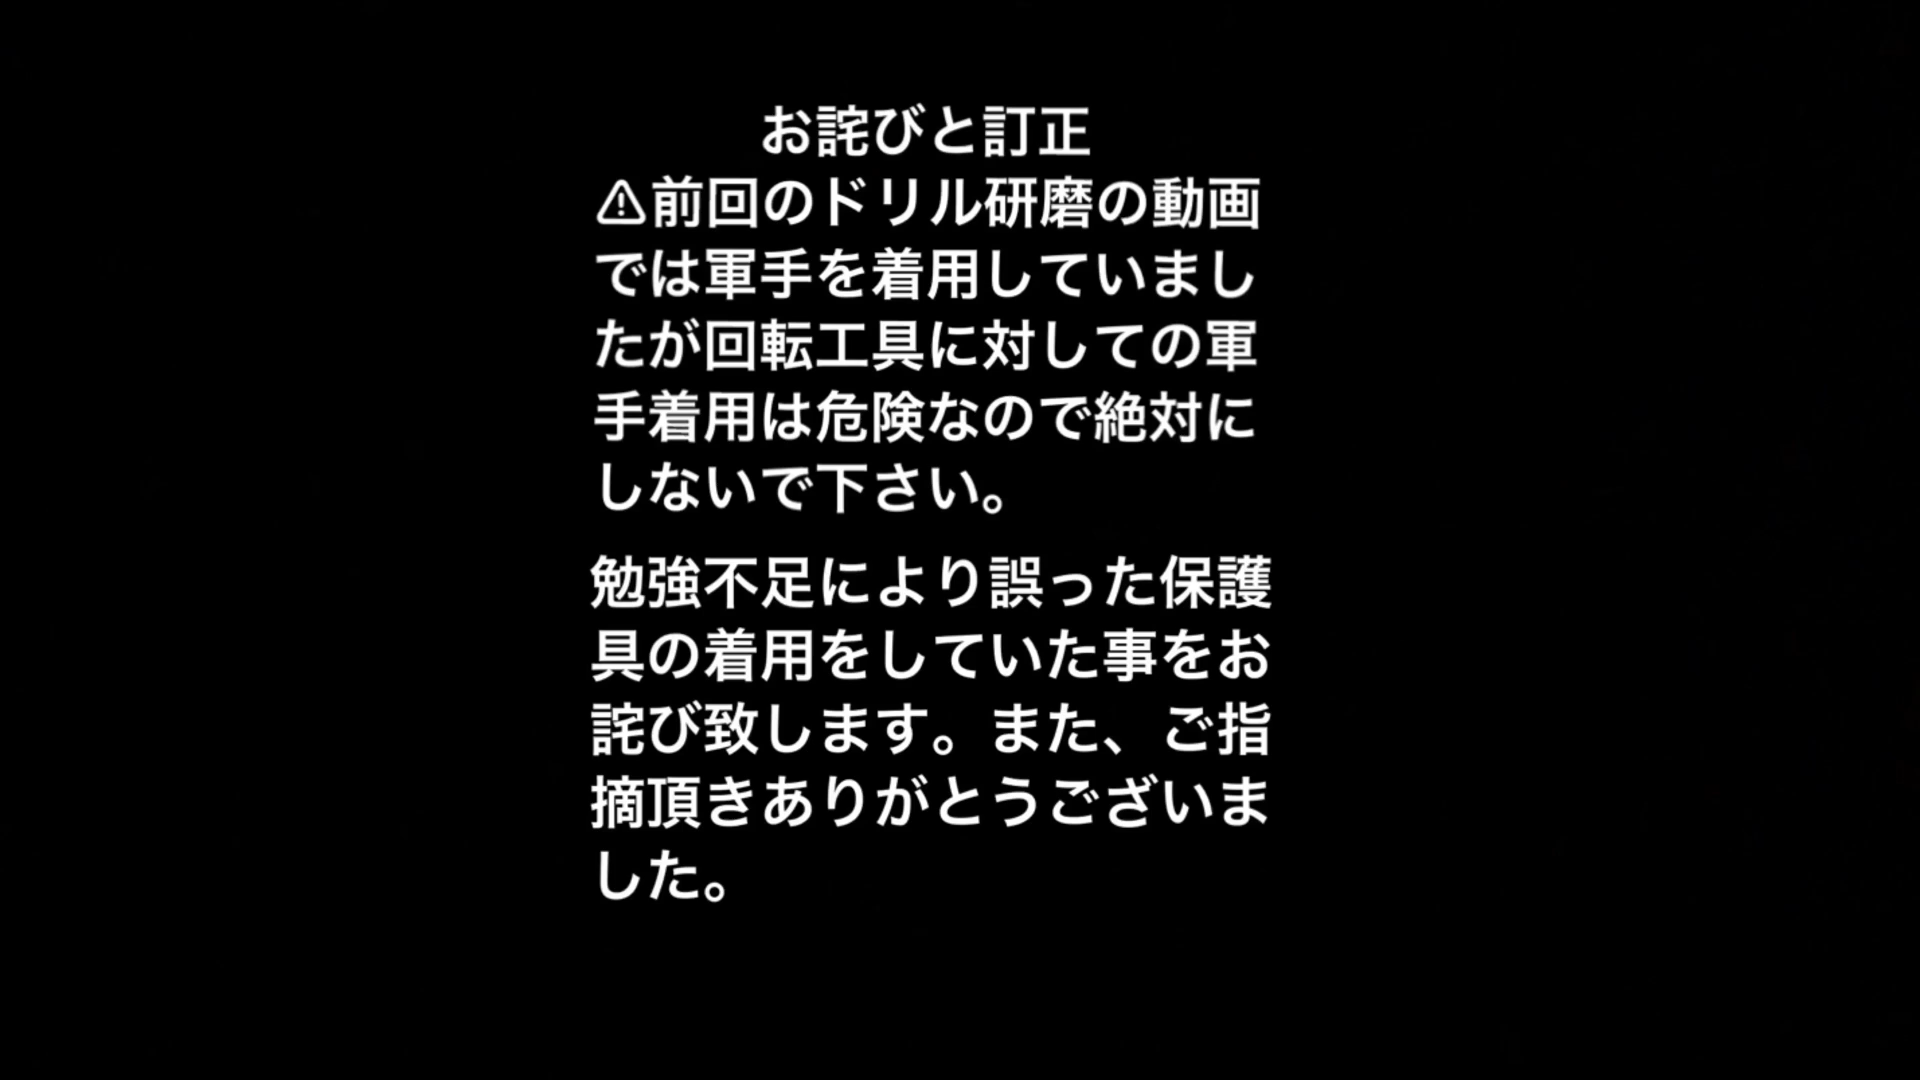 お詫びと訂正
⚠前回のドリル研磨の動画
では軍手を着用していまし
たが回転工具に対しての軍
手着用は危険なので絶対に
しないで下さい。
勉強不足により誤った保護
具の着用をしていた事をお
詫び致します。また、ご指
摘頂きありがとうございま
した。